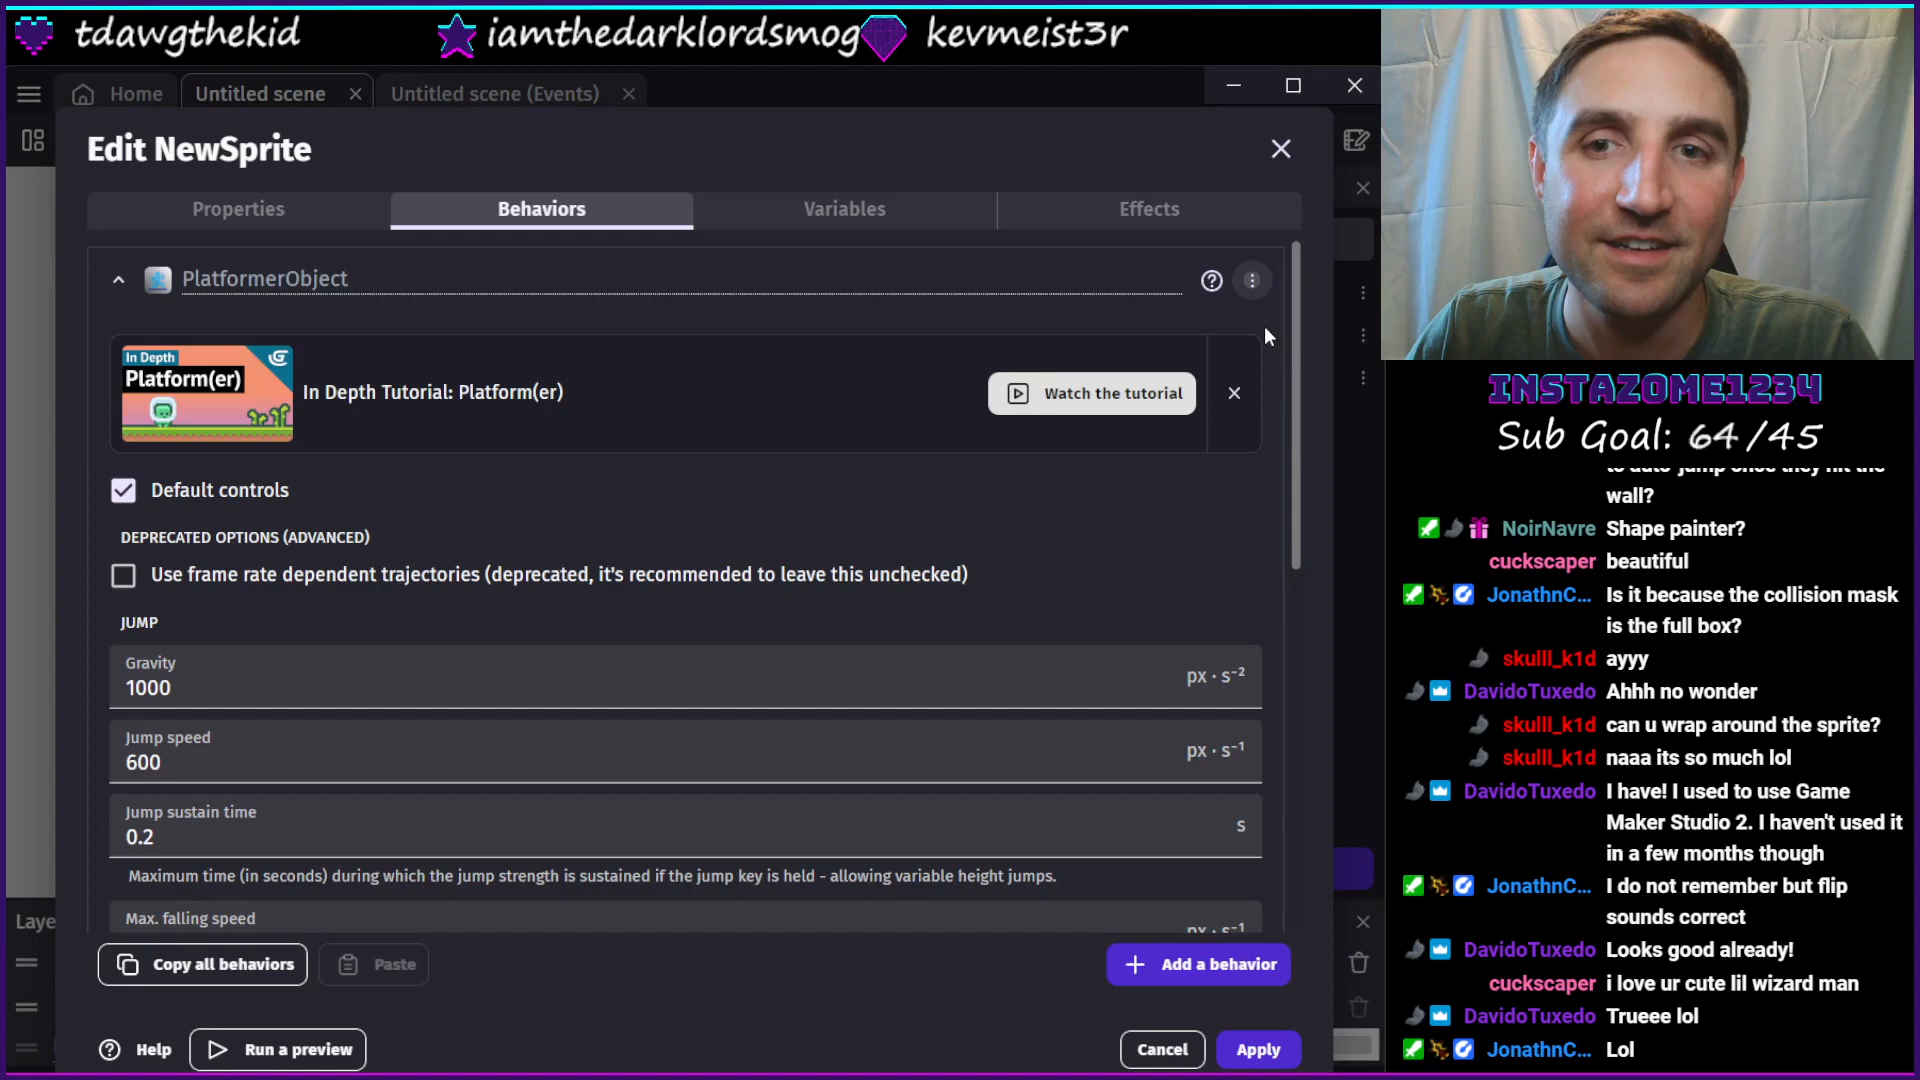 tdawgthekid iamthedarklordsmog kevmeist3r
Home Untitled scene Untitled scene (Events)
Edit NewSprite
Properties Behaviors Variables Effects
PlatformerObject
In Depth
Platform(er)
In Depth Tutorial: Platform(er)
Watch the tutorial
Default controls
DEPRECATED OPTIONS (ADVANCED)
Use frame rate dependent trajectories (deprecated, it's recommended to leave this unchecked)
JUMP
Gravity
1000 px · s⁻²
Jump speed
600 px · s⁻¹
Jump sustain time
0.2 s
Maximum time (in seconds) during which the jump strength is sustained if the jump key is held - allowing variable height jumps.
Max. falling speed
px · s⁻¹
Laye
Copy all behaviors Paste Add a behavior
Help Run a preview Cancel Apply
INSTAZOME1234
Sub Goal: 64/45
to auto-jump once they hit the
wall?
NoirNavre Shape painter?
cuckscaper beautiful
JonathnC... Is it because the collision mask
is the full box?
skulll_k1d ayyy
DavidoTuxedo Ahhh no wonder
skulll_k1d can u wrap around the sprite?
skulll_k1d naaa its so much lol
DavidoTuxedo I have! I used to use Game
Maker Studio 2. I haven't used it
in a few months though
JonathnC... I do not remember but flip
sounds correct
DavidoTuxedo Looks good already!
cuckscaper i love ur cute lil wizard man
DavidoTuxedo Trueee lol
JonathnC... Lol